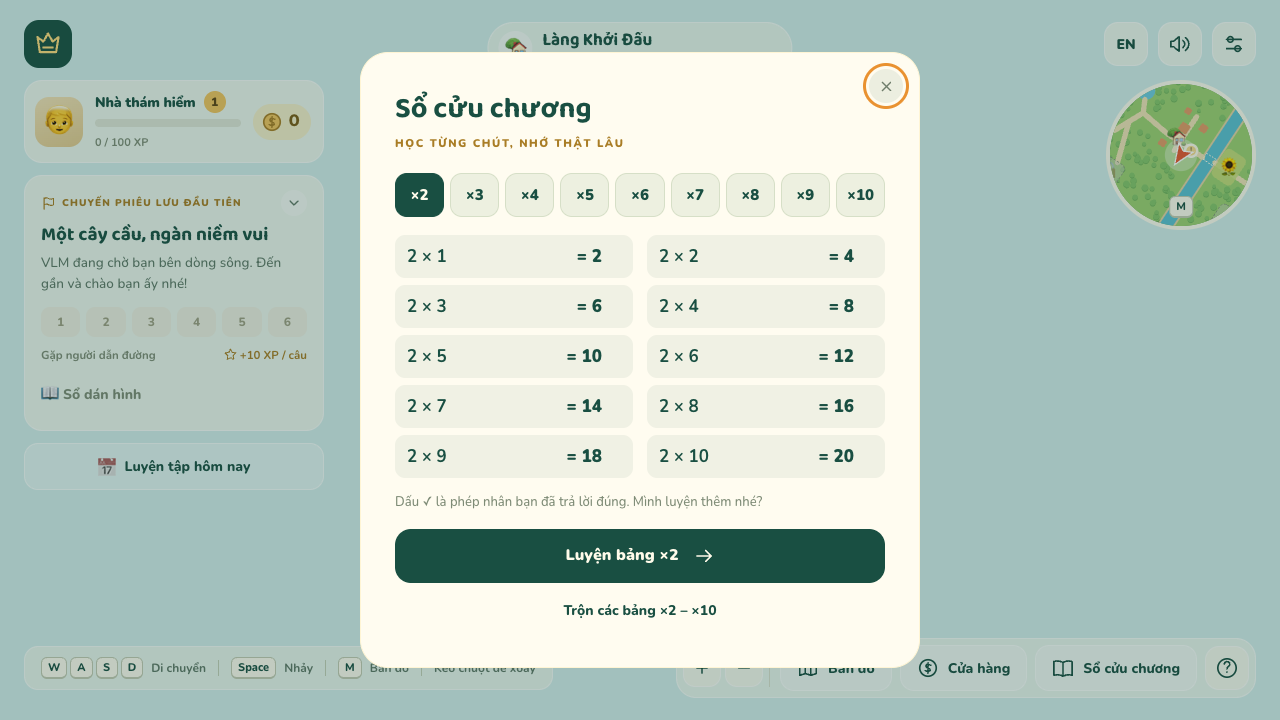 Làng Khởi Đầu
EN
Nhà thám hiểm 1
0
0 / 100 XP
CHUYẾN PHIÊU LƯU ĐẦU TIÊN
Một cây cầu, ngàn niềm vui
VLM đang chờ bạn bên dòng sông. Đến
gần và chào bạn ấy nhé!
1 2 3 4 5 6
Gặp người dẫn đường +10 XP / câu
Sổ dán hình
Luyện tập hôm nay
Sổ cửu chương
HỌC TỪNG CHÚT, NHỚ THẬT LÂU
×2 ×3 ×4 ×5 ×6 ×7 ×8 ×9 ×10
2 × 1 = 2 2 × 2 = 4
2 × 3 = 6 2 × 4 = 8
2 × 5 = 10 2 × 6 = 12
2 × 7 = 14 2 × 8 = 16
2 × 9 = 18 2 × 10 = 20
Dấu ✓ là phép nhân bạn đã trả lời đúng. Mình luyện thêm nhé?
Luyện bảng ×2 →
Trộn các bảng ×2 – ×10
M
W A S D Di chuyển Space Nhảy M Bản đồ Kéo chuột để xoay
Bản đồ Cửa hàng Sổ cửu chương